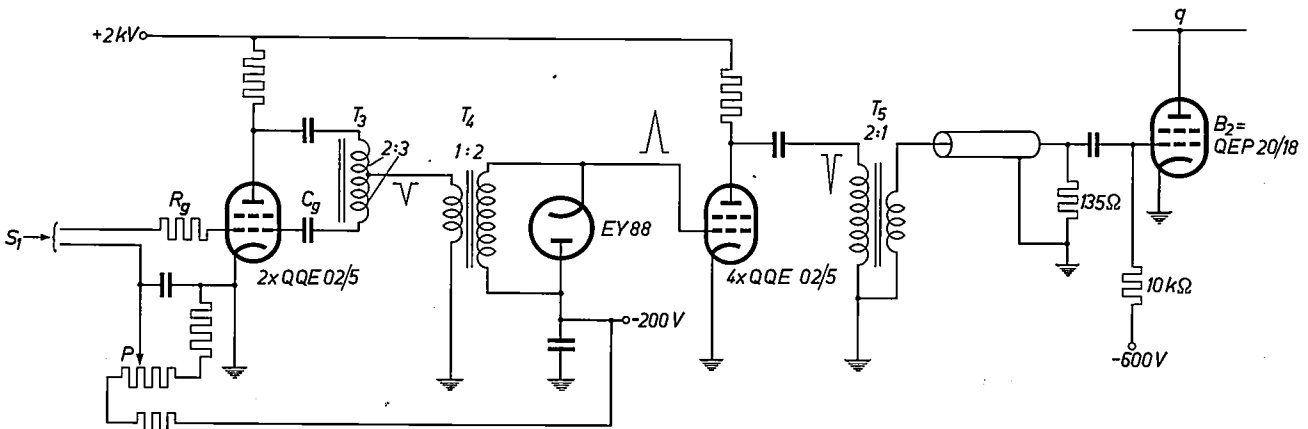 +2kV
q
T3
T4
T5
2:3
1:2
2:1
B2=
QEP 20/18
Rg
Cg
S1
EY88
135Ω
2xQQE 02/5
4xQQE 02/5
10kΩ
-200V
P
-600V